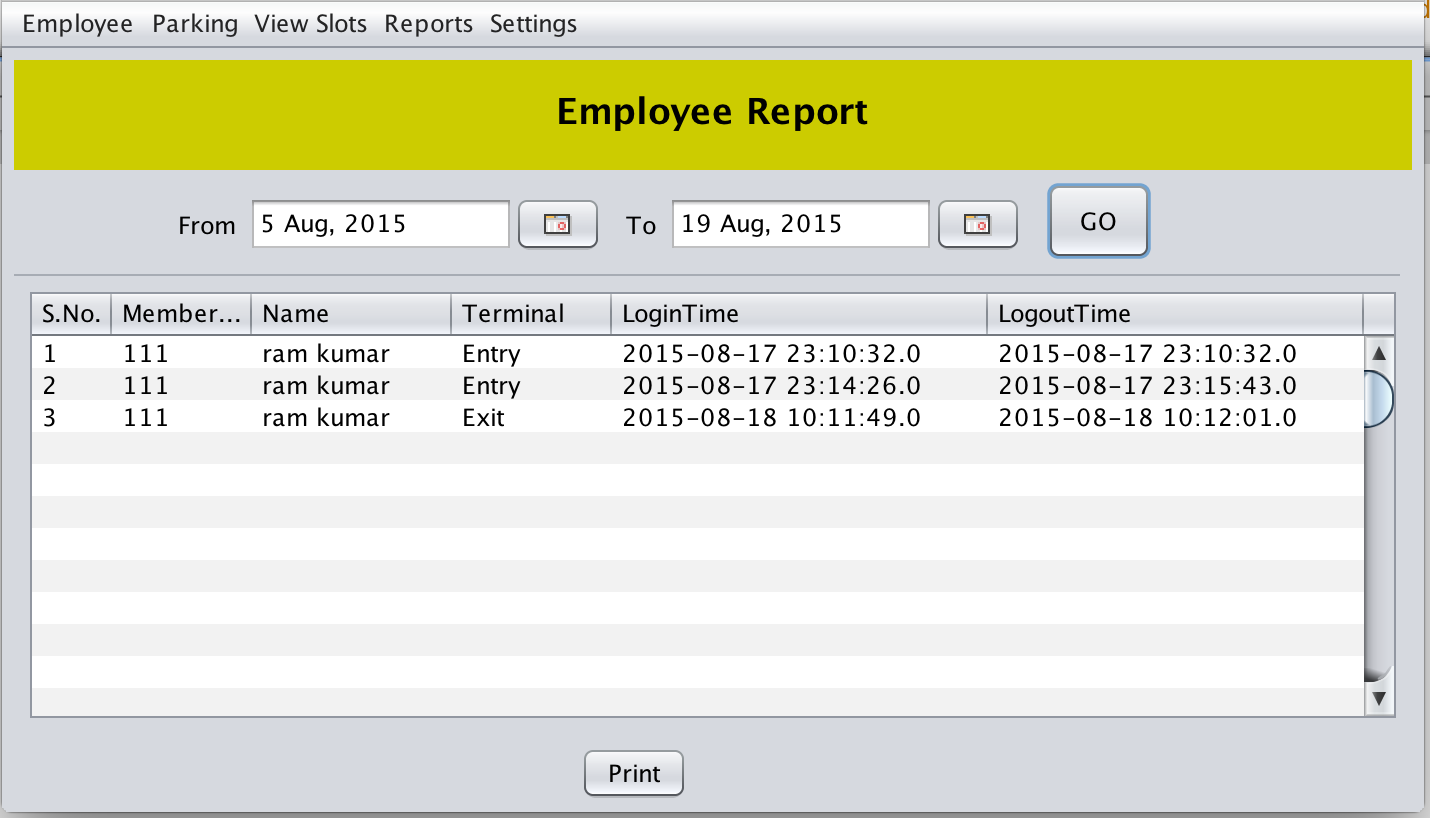 Employee Parking View Slots Reports Settings
Employee Report
From 5 Aug, 2015 To 19 Aug, 2015 GO
S.No. Member... Name Terminal LoginTime LogoutTime
1 111 ram kumar Entry 2015-08-17 23:10:32.0 2015-08-17 23:10:32.0
2 111 ram kumar Entry 2015-08-17 23:14:26.0 2015-08-17 23:15:43.0
3 111 ram kumar Exit 2015-08-18 10:11:49.0 2015-08-18 10:12:01.0
Print